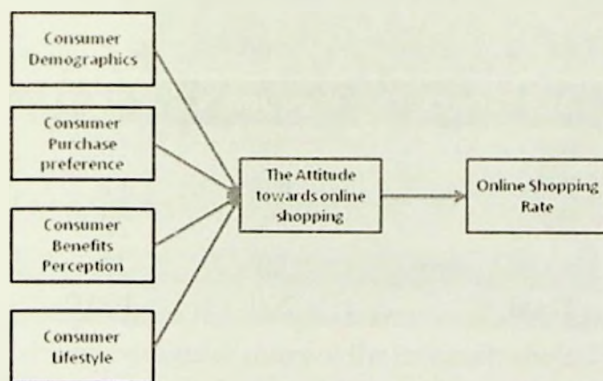 Consumer
Demographics
Consumer
Purchase
preference
Consumer
Benefits
Perception
Consumer
Lifestyle
The Attitude
towards online
shopping
Online Shopping
Rate